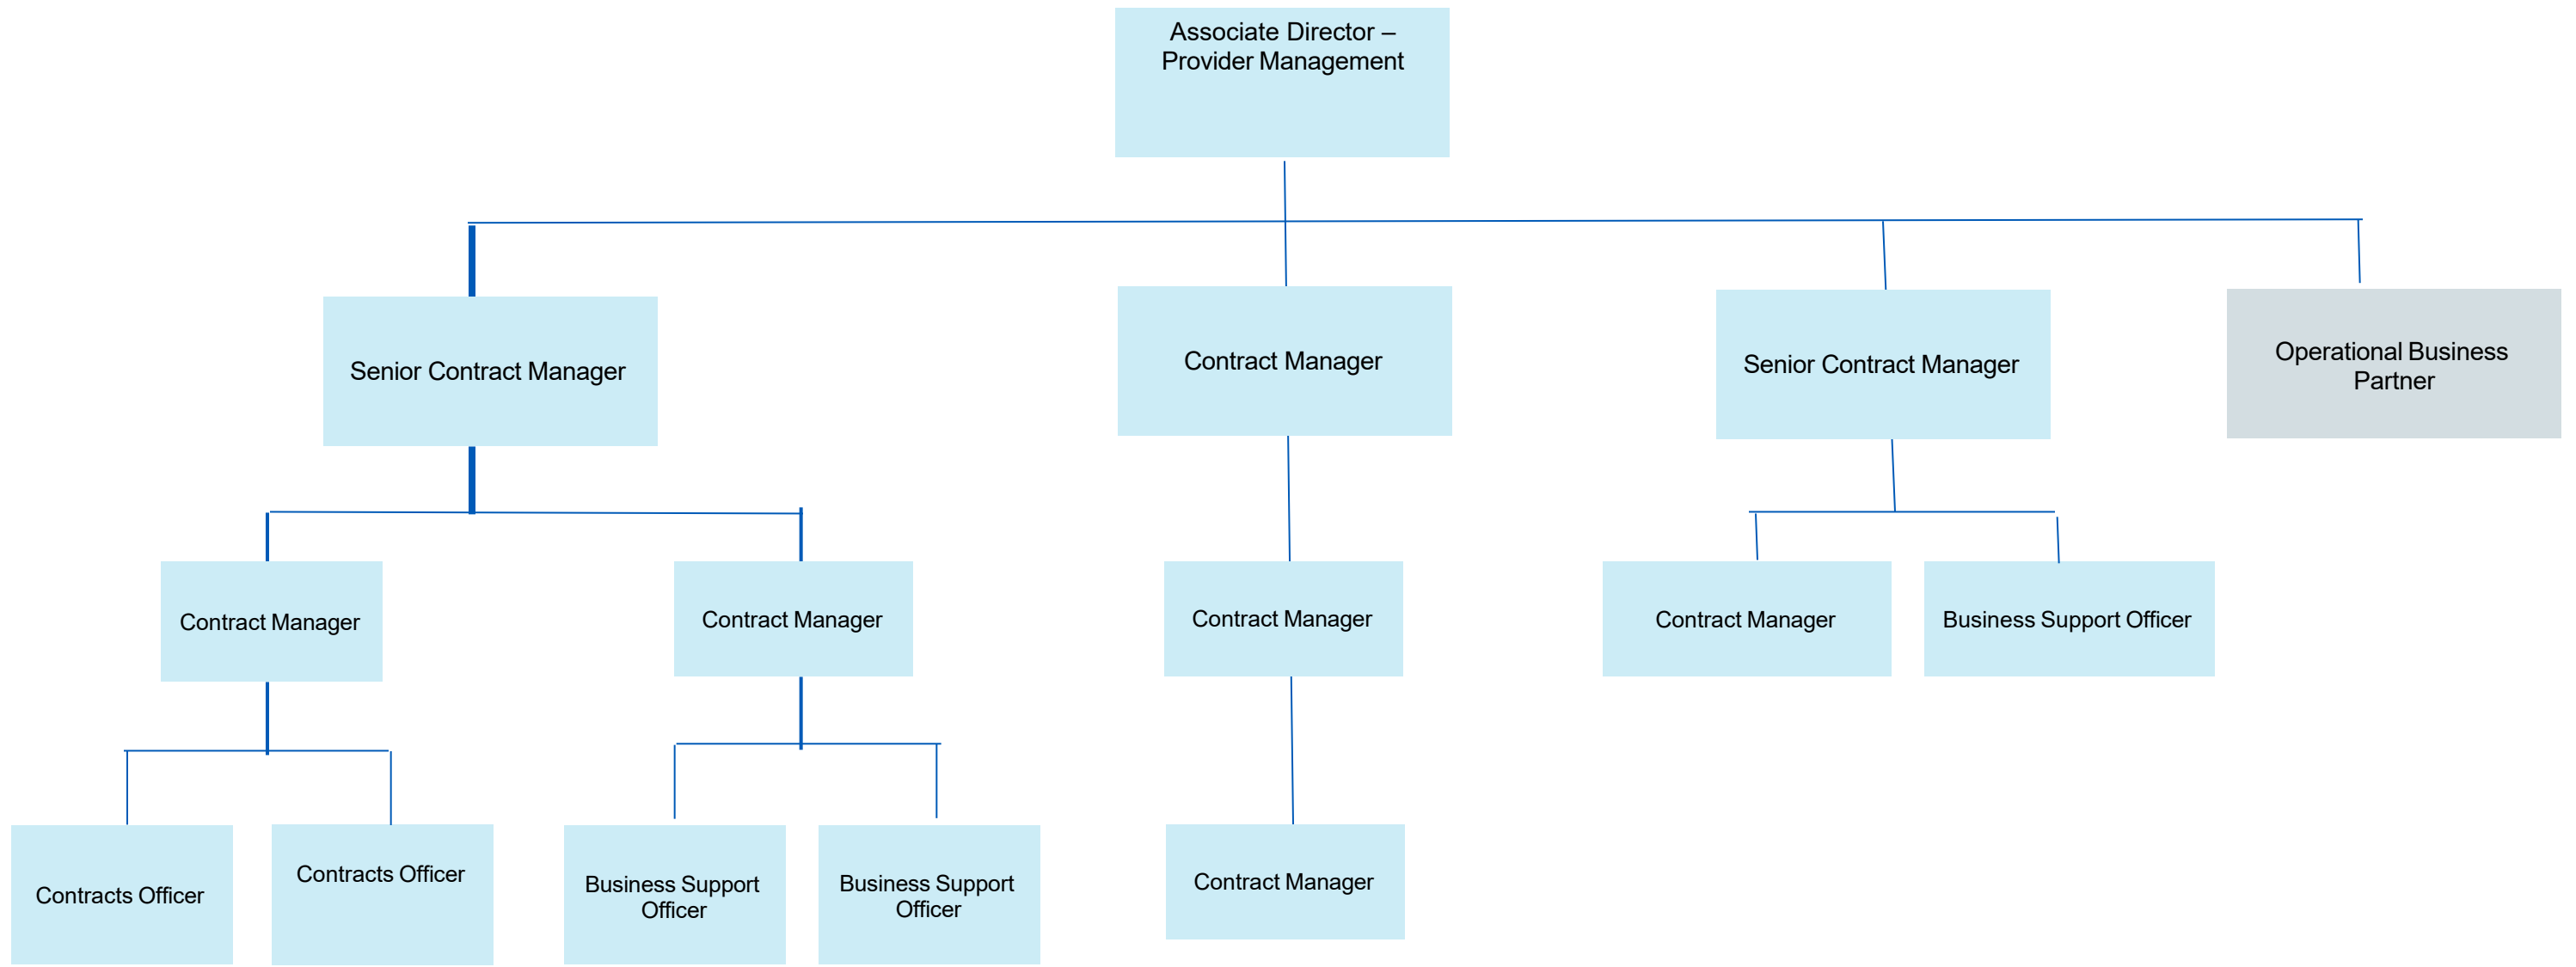 Associate Director –
Provider Management
Senior Contract Manager
Contract Manager
Senior Contract Manager
Operational Business
Partner
Contract Manager
Contract Manager
Contract Manager
Contract Manager
Business Support Officer
Contracts Officer
Contracts Officer
Business Support
Officer
Business Support
Officer
Contract Manager